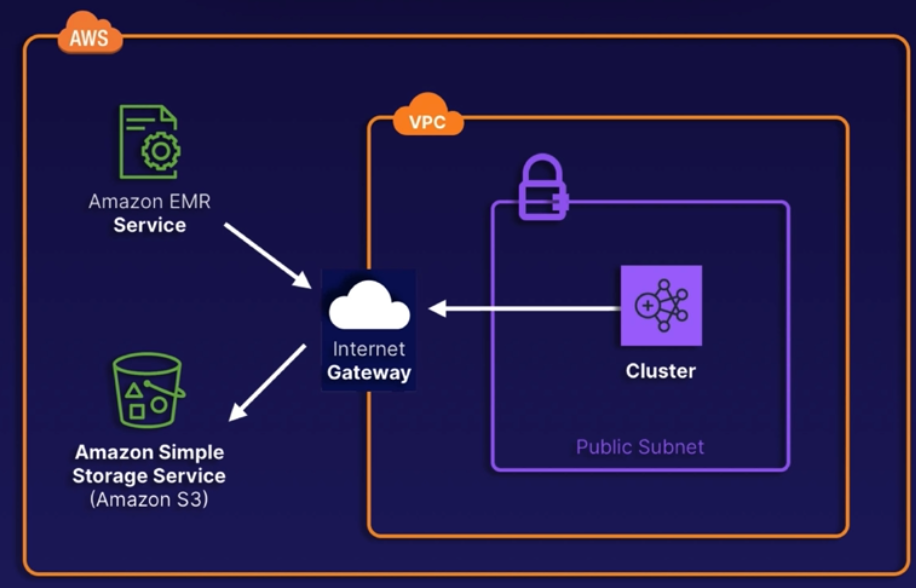 AWS
VPC
Amazon EMR
Service
Internet
Gateway
Cluster
Public Subnet
Amazon Simple
Storage Service
(Amazon S3)